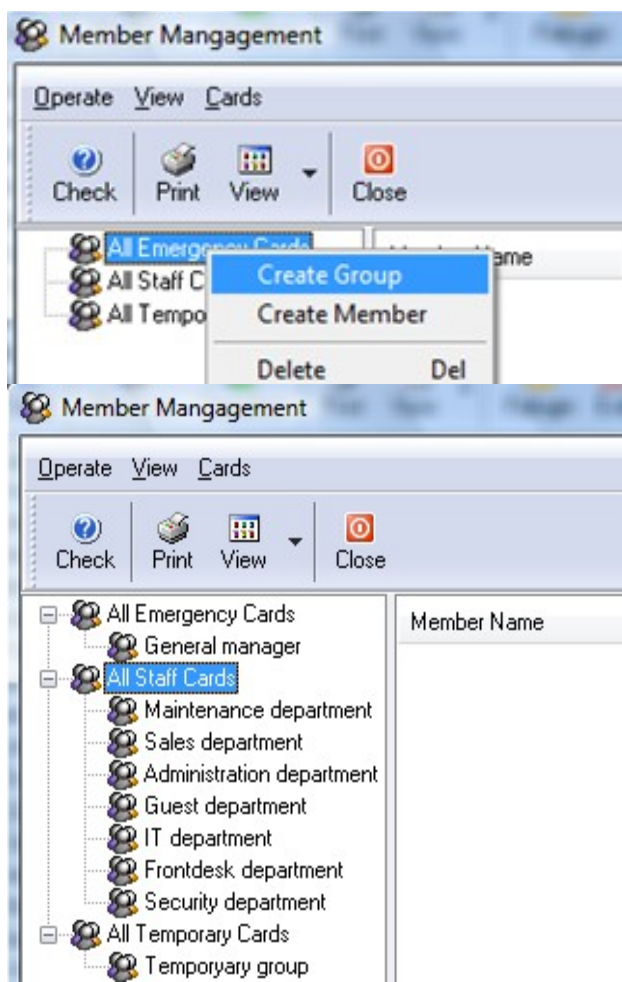 Member Mangagement
Operate View Cards
Check Print View Close
All Emergency Cards
All Staff C
All Tempo
ame
Create Group
Create Member
Delete Del
Member Mangagement
Operate View Cards
Check Print View Close
All Emergency Cards
General manager
All Staff Cards
Maintenance department
Sales department
Administration department
Guest department
IT department
Frontdesk department
Security department
All Temporary Cards
Temporyary group
Member Name